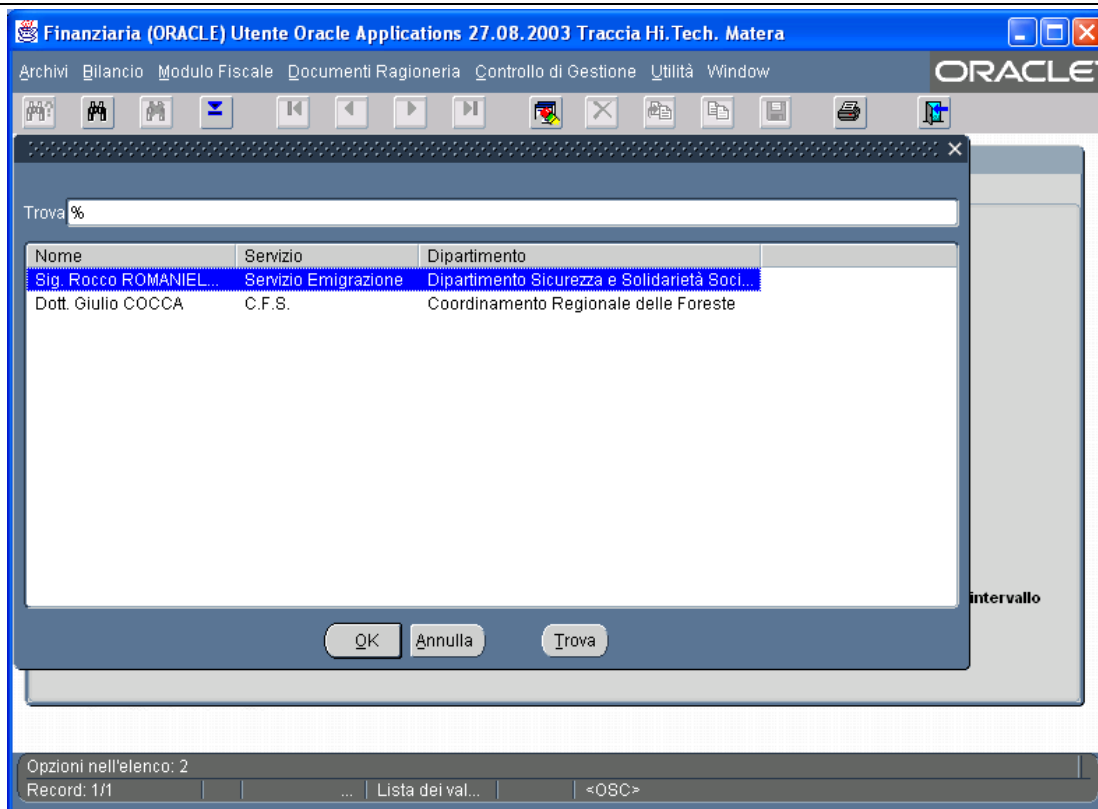 Finanziaria (ORACLE) Utente Oracle Applications 27.08.2003 Traccia Hi.Tech. Matera
Archivi Bilancio Modulo Fiscale Documenti Ragioneria Controllo di Gestione Utilità Window ORACLE
Trova %
Nome Servizio Dipartimento
Sig. Rocco ROMANIEL... Servizio Emigrazione Dipartimento Sicurezza e Solidarietà Soci...
Dott. Giulio COCCA C.F.S. Coordinamento Regionale delle Foreste
intervallo
OK Annulla Trova
Opzioni nell'elenco: 2
Record: 1/1 ... Lista dei val... <OSC>